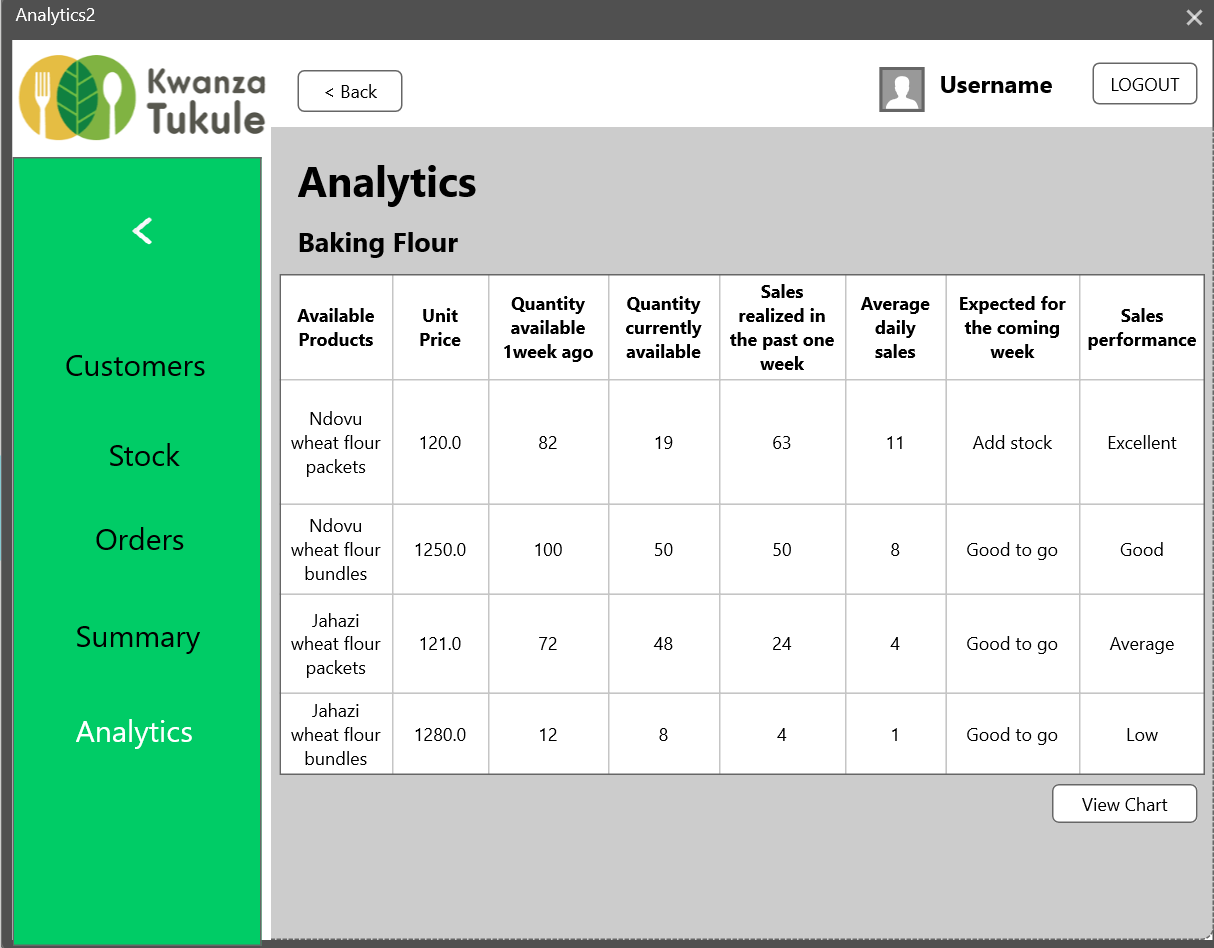 Analytics2
Kwanza
Tukule
< Back
Username
LOGOUT
Customers
Stock
Orders
Summary
Analytics
Analytics
Baking Flour
Available
Products
Unit
Price
Quantity
available
1week ago
Quantity
currently
available
Sales
realized in
the past one
week
Average
daily
sales
Expected for
the coming
week
Sales
performance
Ndovu
wheat flour
packets
120.0
82
19
63
11
Add stock
Excellent
Ndovu
wheat flour
bundles
1250.0
100
50
50
8
Good to go
Good
Jahazi
wheat flour
packets
121.0
72
48
24
4
Good to go
Average
Jahazi
wheat flour
bundles
1280.0
12
8
4
1
Good to go
Low
View Chart